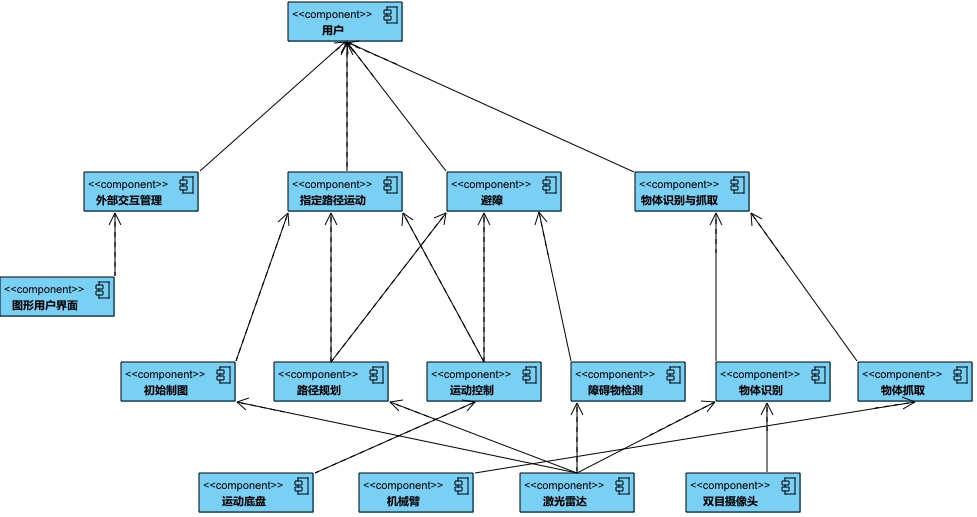 <<component>>
用户
<<component>>
外部交互管理
<<component>>
指定路径运动
<<component>>
避障
<<component>>
物体识别与抓取
<<component>>
图形用户界面
<<component>>
初始制图
<<component>>
路径规划
<<component>>
运动控制
<<component>>
障碍物检测
<<component>>
物体识别
<<component>>
物体抓取
<<component>>
运动底盘
<<component>>
机械臂
<<component>>
激光雷达
<<component>>
双目摄像头